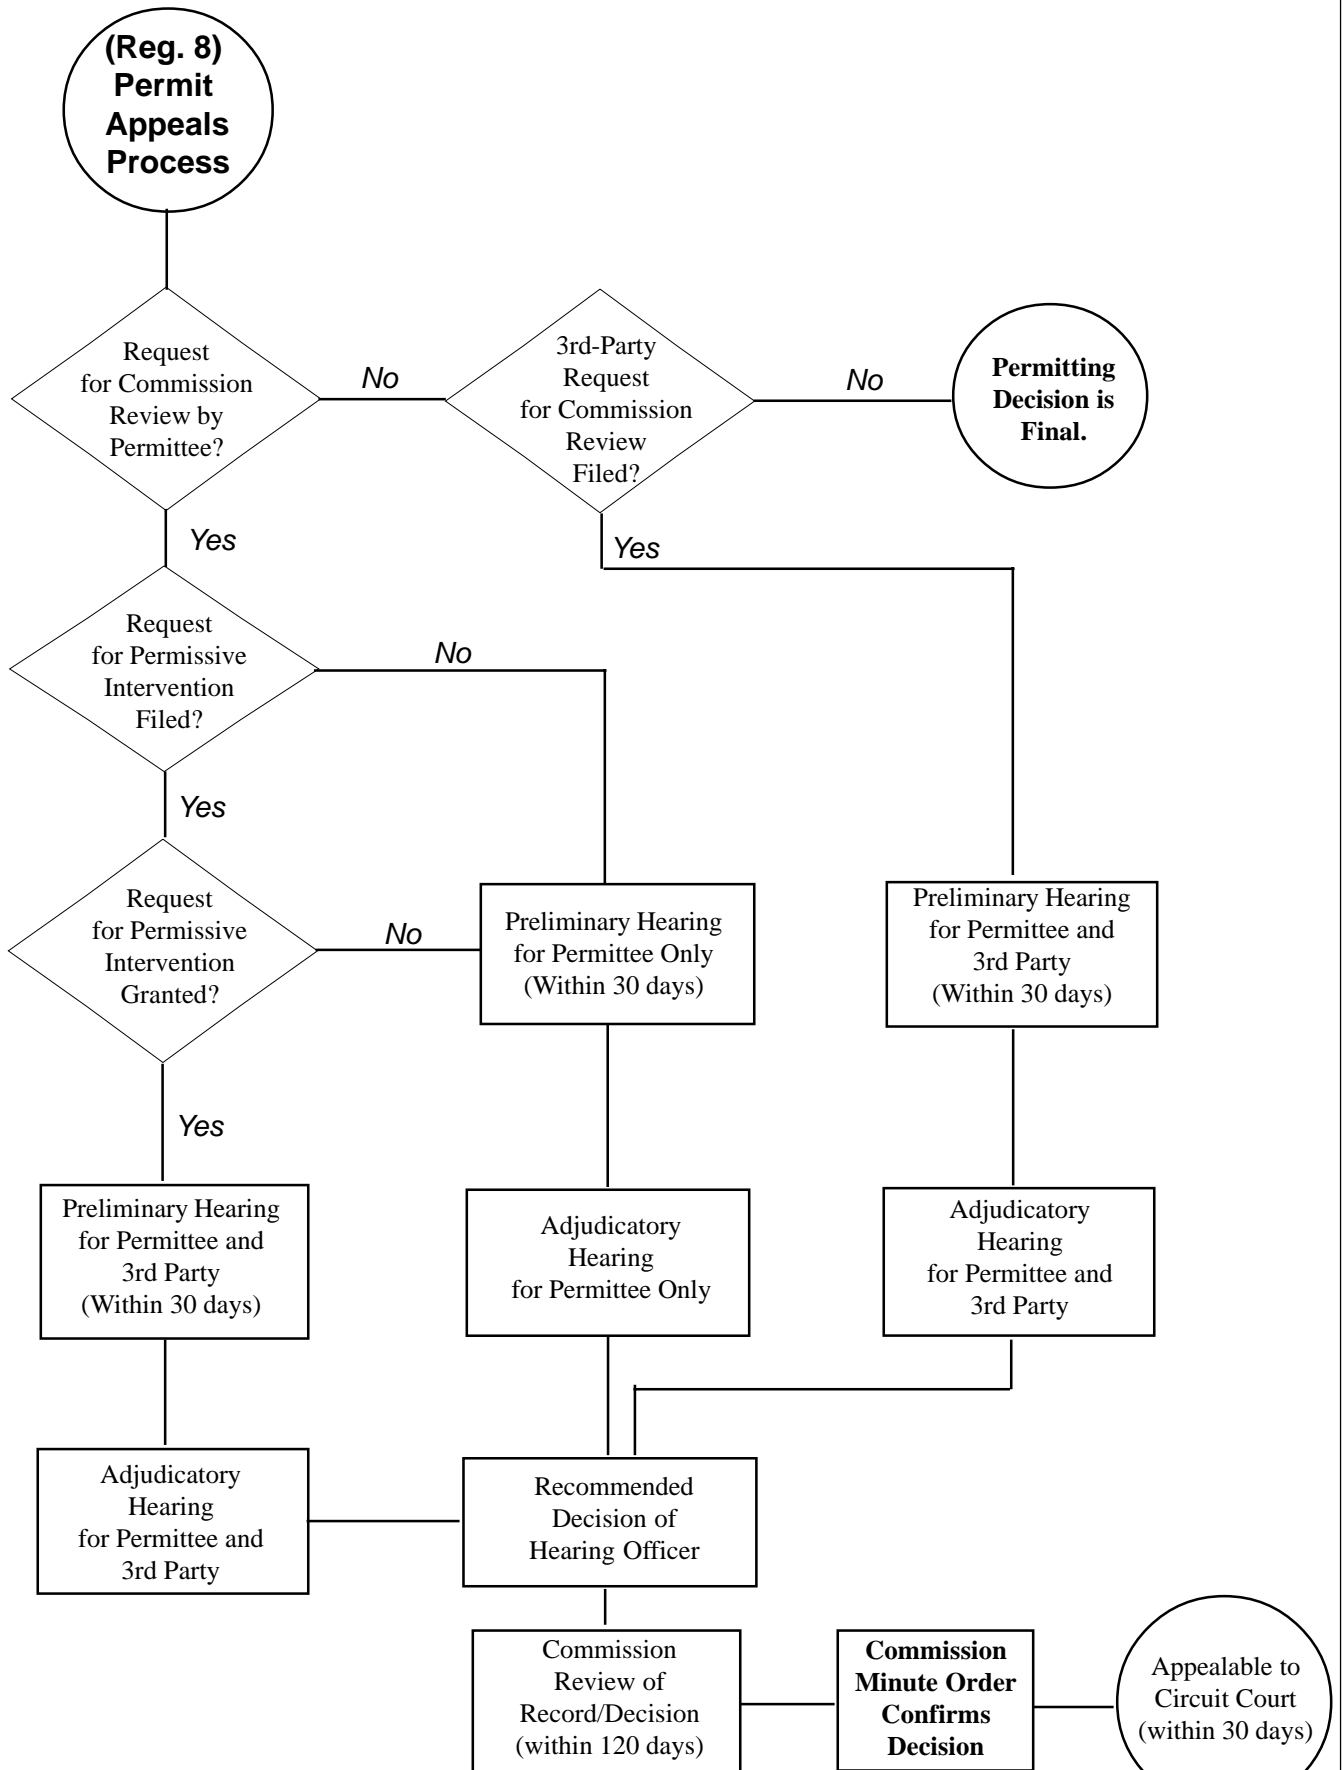 (Reg. 8)
Permit
Appeals
Process
Request
for Commission
Review by
Permittee?
No
3rd-Party
Request
for Commission
Review
Filed?
No
Permitting
Decision is
Final.
Yes
Yes
Request
for Permissive
Intervention
Filed?
No
Yes
Request
for Permissive
Intervention
Granted?
No
Preliminary Hearing
for Permittee Only
(Within 30 days)
Preliminary Hearing
for Permittee and
3rd Party
(Within 30 days)
Yes
Preliminary Hearing
for Permittee and
3rd Party
(Within 30 days)
Adjudicatory
Hearing
for Permittee Only
Adjudicatory
Hearing
for Permittee and
3rd Party
Adjudicatory
Hearing
for Permittee and
3rd Party
Recommended
Decision of
Hearing Officer
Commission
Review of
Record/Decision
(within 120 days)
Commission
Minute Order
Confirms
Decision
Appealable to
Circuit Court
(within 30 days)